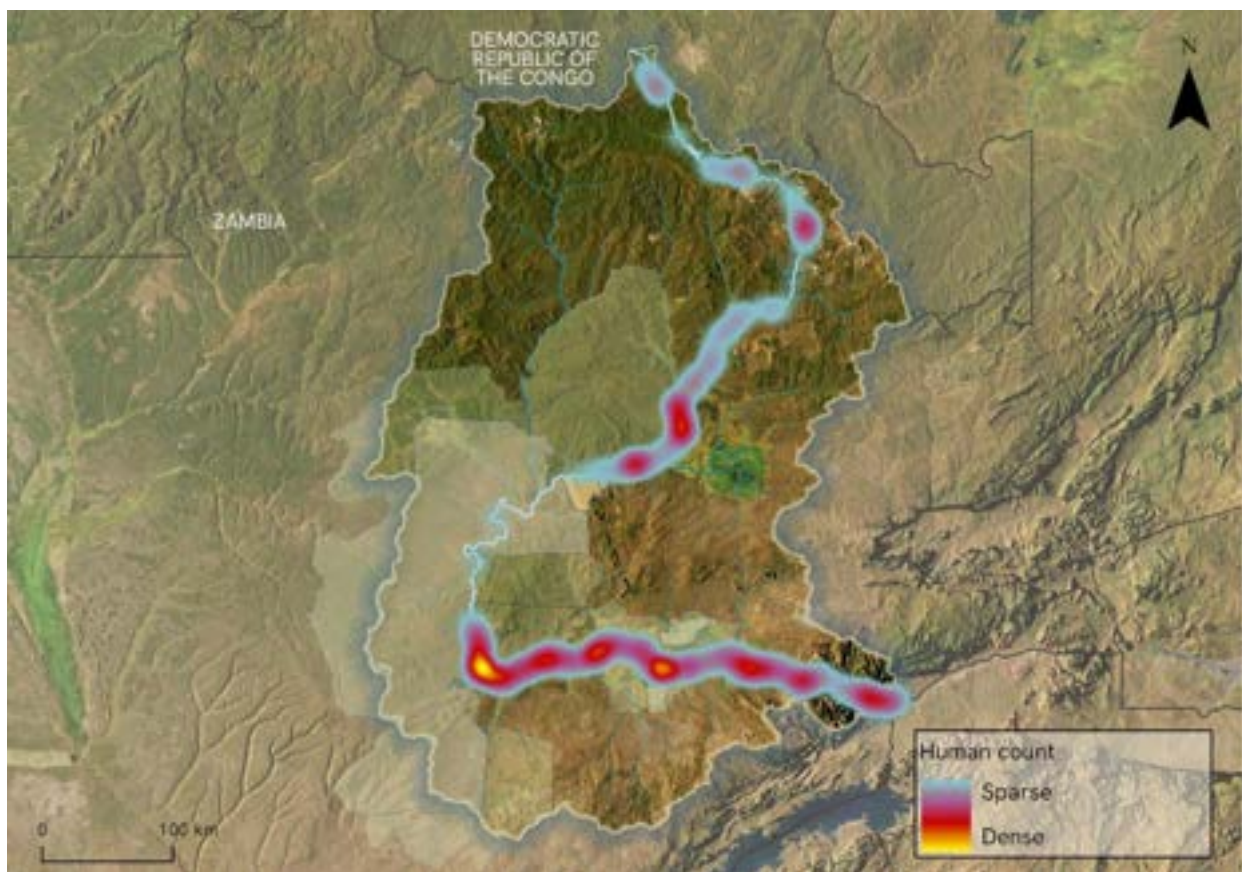 DEMOCRATIC
REPUBLIC OF
THE CONGO
N
ZAMBIA
Human count
Sparse
Dense
0 100 km